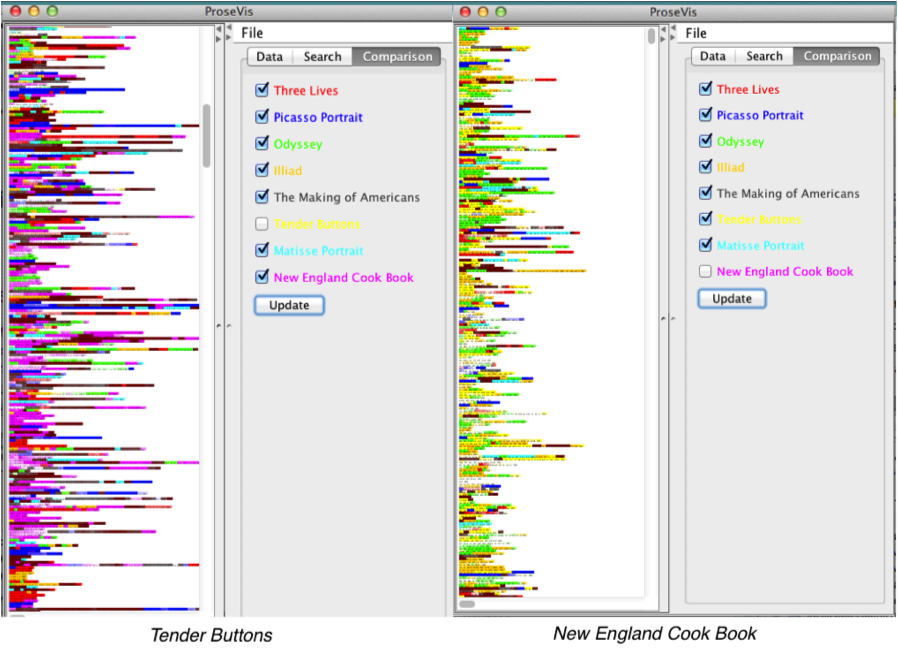 ProseVis
File
Data Search Comparison
Three Lives
Picasso Portrait
Odyssey
Illiad
The Making of Americans
Tender Buttons
Matisse Portrait
New England Cook Book
Update
Tender Buttons
ProseVis
File
Data Search Comparison
Three Lives
Picasso Portrait
Odyssey
Illiad
The Making of Americans
Tender Buttons
Matisse Portrait
New England Cook Book
Update
New England Cook Book